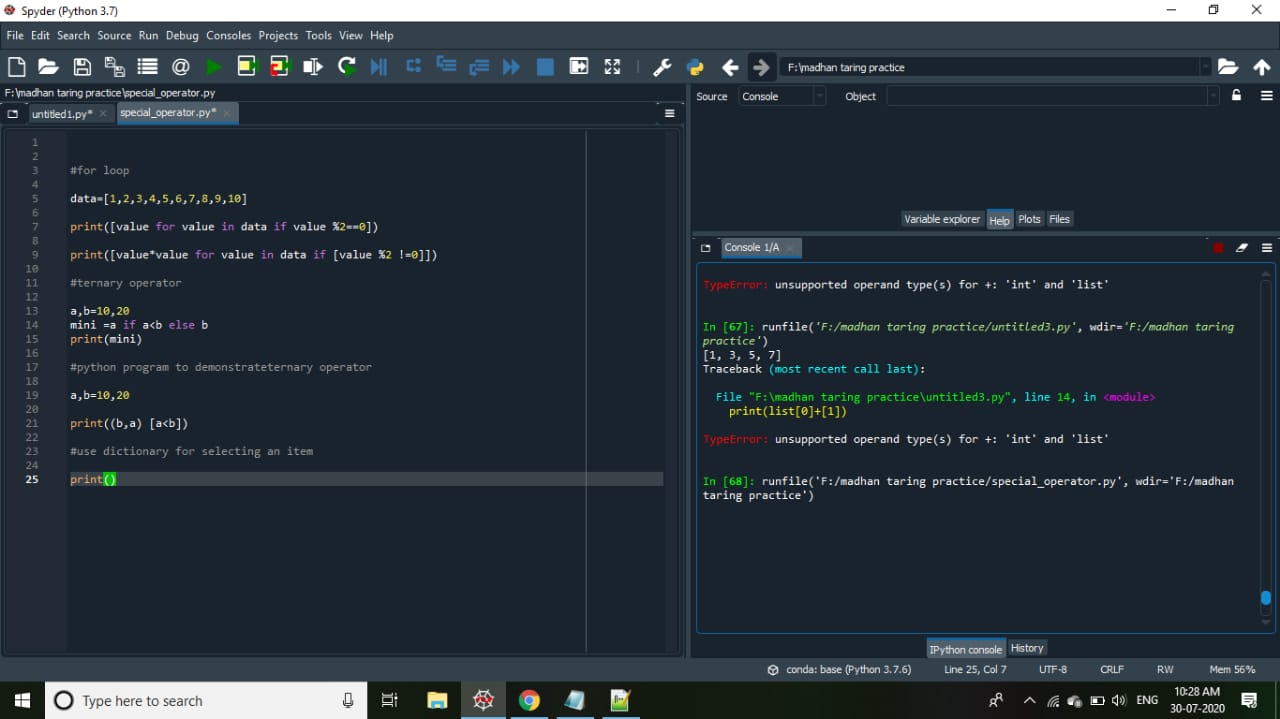 Spyder (Python 3.7)
File Edit Search Source Run Debug Consoles Projects Tools View Help
F:\madhan taring practice
F:\madhan taring practice\special_operator.py
untitled1.py* special_operator.py*
1
2
3 #for loop
4
5 data=[1,2,3,4,5,6,7,8,9,10]
6
7 print([value for value in data if value %2==0])
8
9 print([value*value for value in data if [value %2 !=0]])
10
11 #ternary operator
12
13 a,b=10,20
14 mini =a if a<b else b
15 print(mini)
16
17 #python program to demonstrateternary operator
18
19 a,b=10,20
20
21 print((b,a) [a<b])
22
23 #use dictionary for selecting an item
24
25 print()
Source Console Object
Variable explorer Help Plots Files
Console 1/A
TypeError: unsupported operand type(s) for +: 'int' and 'list'
In [67]: runfile('F:/madhan taring practice/untitled3.py', wdir='F:/madhan taring
practice')
[1, 3, 5, 7]
Traceback (most recent call last):
File "F:\madhan taring practice\untitled3.py", line 14, in <module>
print(list[0]+[1])
TypeError: unsupported operand type(s) for +: 'int' and 'list'
In [68]: runfile('F:/madhan taring practice/special_operator.py', wdir='F:/madhan
taring practice')
IPython console History
conda: base (Python 3.7.6) Line 25, Col 7 UTF-8 CRLF RW Mem 56%
Type here to search
ENG
10:28 AM
30-07-2020